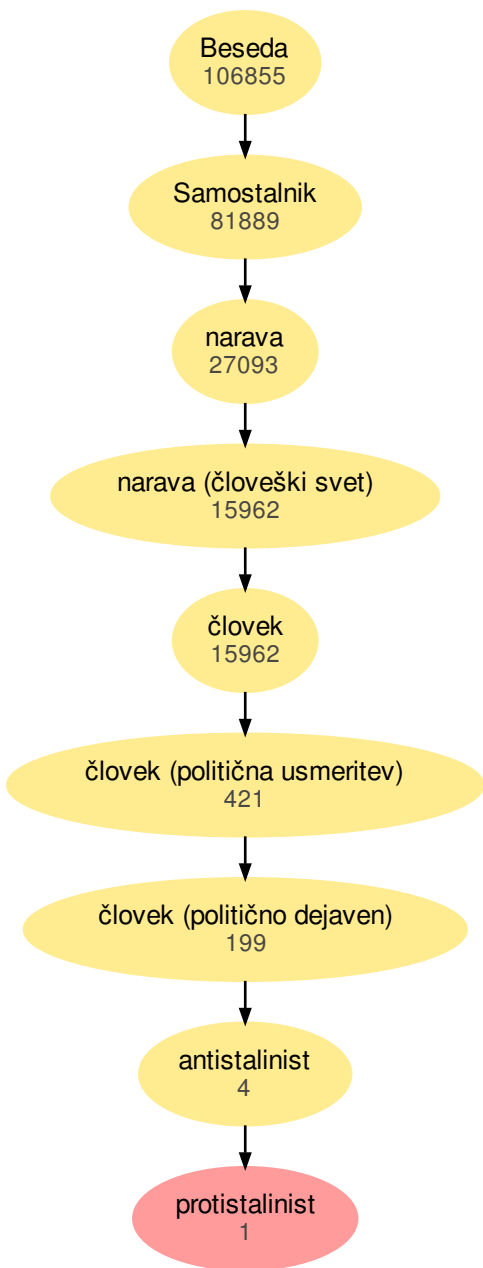 Beseda
106855
Samostalnik
81889
narava
27093
narava (človeški svet)
15962
človek
15962
človek (politična usmeritev)
421
človek (politično dejaven)
199
antistalinist
4
protistalinist
1